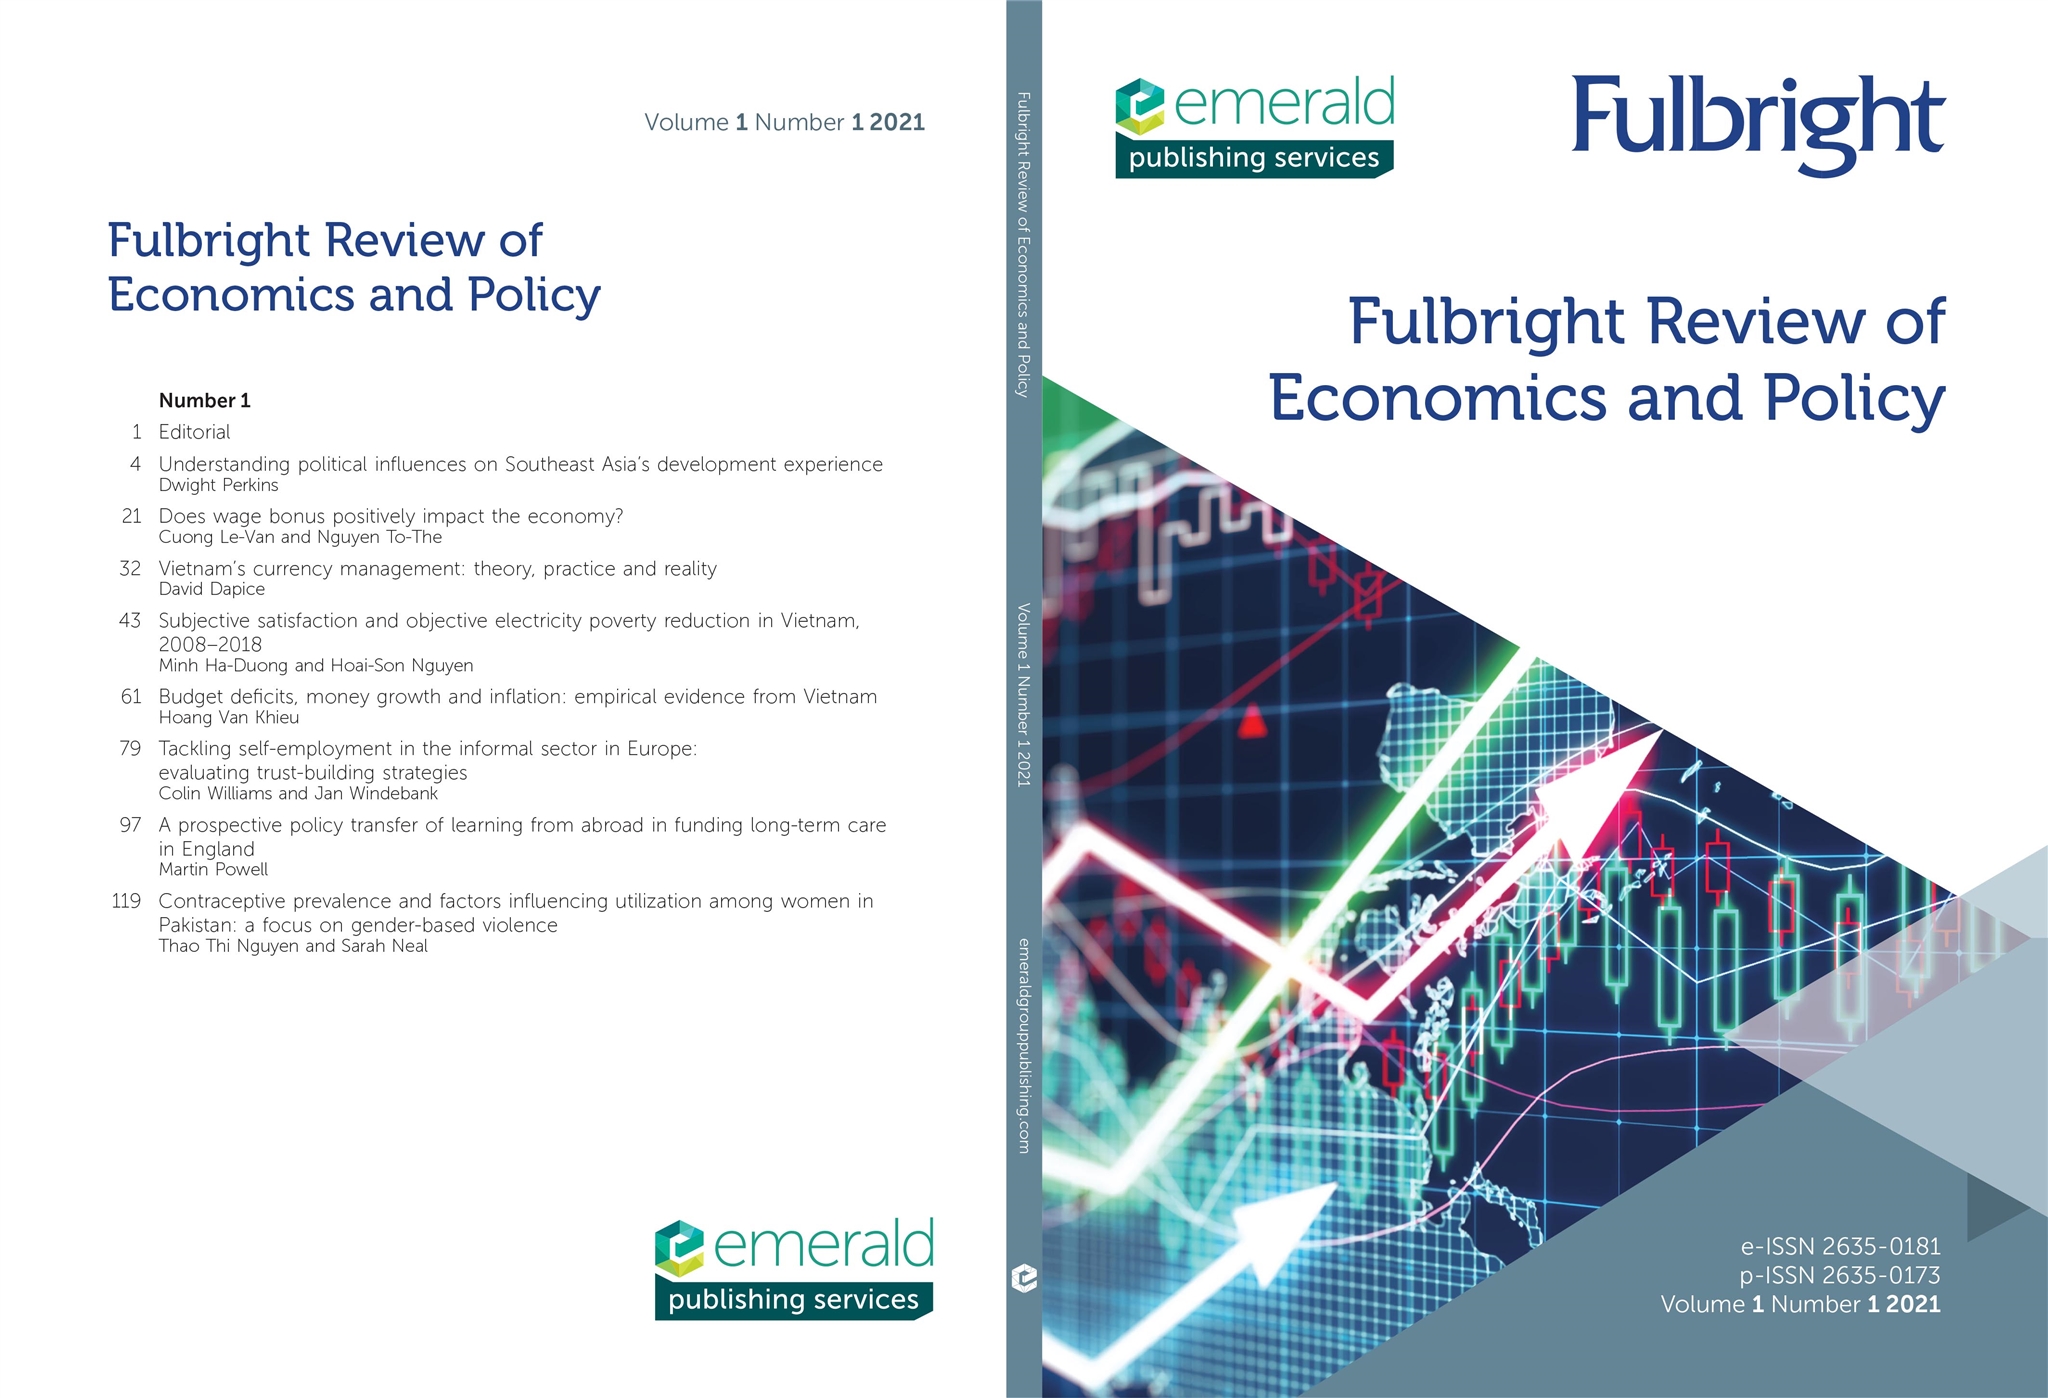 Volume 1 Number 1 2021
Fulbright Review of
Economics and Policy
Number 1
1 Editorial
4 Understanding political influences on Southeast Asia's development experience
Dwight Perkins
21 Does wage bonus positively impact the economy?
Cuong Le-Van and Nguyen To-The
32 Vietnam's currency management: theory, practice and reality
David Dapice
43 Subjective satisfaction and objective electricity poverty reduction in Vietnam,
2008–2018
Minh Ha-Duong and Hoai-Son Nguyen
61 Budget deficits, money growth and inflation: empirical evidence from Vietnam
Hoang Van Khieu
79 Tackling self-employment in the informal sector in Europe:
evaluating trust-building strategies
Colin Williams and Jan Windebank
97 A prospective policy transfer of learning from abroad in funding long-term care
in England
Martin Powell
119 Contraceptive prevalence and factors influencing utilization among women in
Pakistan: a focus on gender-based violence
Thao Thi Nguyen and Sarah Neal
emerald
publishing services
Fulbright Review of Economics and Policy
Volume 1 Number 1 2021
emeraldgrouppublishing.com
emerald
publishing services
Fulbright
Fulbright Review of
Economics and Policy
e-ISSN 2635-0181
p-ISSN 2635-0173
Volume 1 Number 1 2021